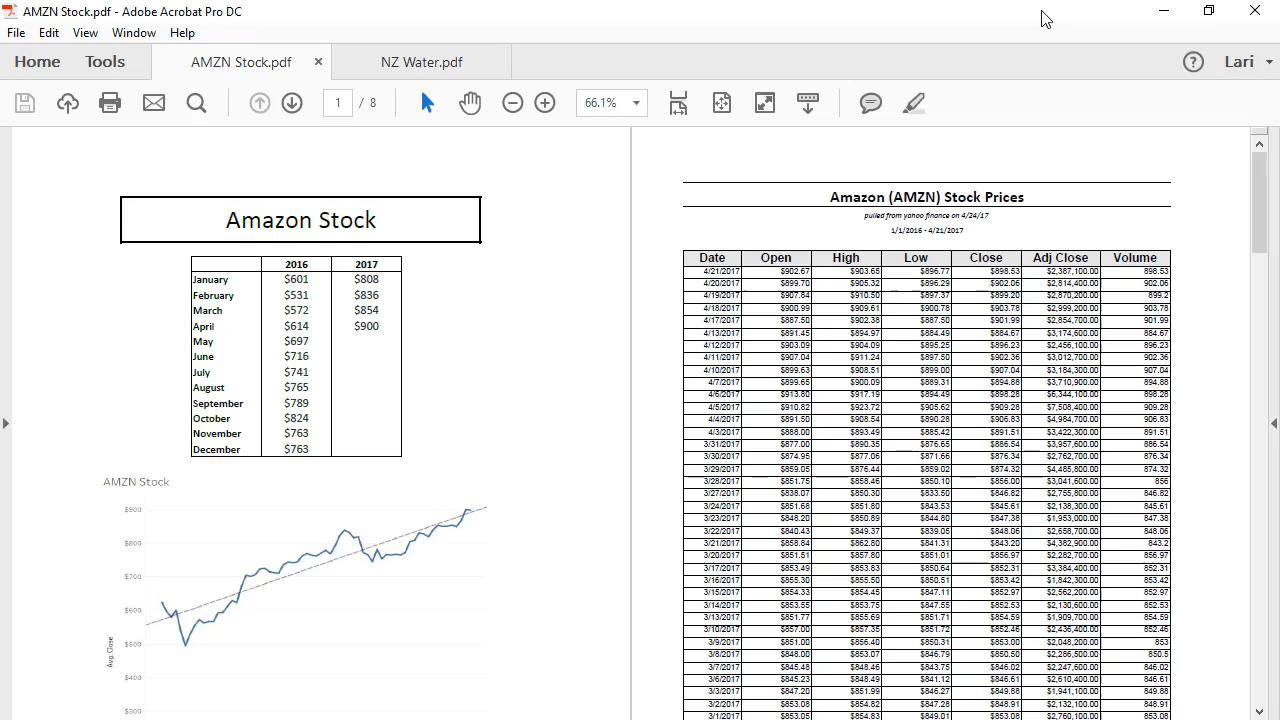 AMZN Stock.pdf - Adobe Acrobat Pro DC
File Edit View Window Help
Home Tools AMZN Stock.pdf × NZ Water.pdf ? Lari
1 / 8 66.1%
Amazon Stock
2016 2017
January $601 $808
February $531 $836
March $572 $854
April $614 $900
May $697
June $716
July $741
August $765
September $789
October $824
November $763
December $763
AMZN Stock
$900
$800
$700
$600
$500
$300
Avg. Close
Amazon (AMZN) Stock Prices
pulled from yahoo finance on 4/24/17
1/1/2016 - 4/21/2017
Date Open High Low Close Adj Close Volume
4/21/2017 $902.67 $903.65 $896.77 $898.53 $2,387,100.00 898.53
4/20/2017 $899.70 $905.32 $896.29 $902.06 $2,814,400.00 902.06
4/19/2017 $907.84 $910.50 $897.37 $899.20 $2,870,200.00 899.2
4/18/2017 $900.99 $909.61 $900.78 $903.78 $2,999,200.00 903.78
4/17/2017 $887.50 $902.38 $887.50 $901.99 $2,854,700.00 901.99
4/13/2017 $891.45 $894.97 $884.49 $884.67 $3,174,600.00 884.67
4/12/2017 $903.09 $904.09 $895.25 $896.23 $2,456,100.00 896.23
4/11/2017 $907.04 $911.24 $897.50 $902.36 $3,012,700.00 902.36
4/10/2017 $899.63 $908.51 $899.00 $907.04 $3,184,300.00 907.04
4/7/2017 $899.65 $900.09 $889.31 $894.88 $3,710,900.00 894.88
4/6/2017 $913.80 $917.19 $894.49 $898.28 $6,344,100.00 898.28
4/5/2017 $910.82 $923.72 $905.62 $909.28 $7,508,400.00 909.28
4/4/2017 $891.50 $908.54 $890.28 $906.83 $4,984,700.00 906.83
4/3/2017 $888.00 $893.49 $885.42 $891.51 $3,422,300.00 891.51
3/31/2017 $877.00 $890.35 $876.65 $886.54 $3,957,600.00 886.54
3/30/2017 $874.95 $877.06 $871.66 $876.34 $2,762,700.00 876.34
3/29/2017 $859.05 $876.44 $859.02 $874.32 $4,485,800.00 874.32
3/28/2017 $851.75 $858.46 $850.10 $856.00 $3,041,600.00 856
3/27/2017 $838.07 $850.30 $833.50 $846.82 $2,755,800.00 846.82
3/24/2017 $851.68 $851.80 $843.53 $845.61 $2,138,300.00 845.61
3/23/2017 $848.20 $850.89 $844.80 $847.38 $1,953,000.00 847.38
3/22/2017 $840.43 $849.37 $839.05 $848.06 $2,658,700.00 848.06
3/21/2017 $858.84 $862.80 $841.31 $843.20 $4,382,900.00 843.2
3/20/2017 $851.51 $857.80 $851.01 $856.97 $2,282,700.00 856.97
3/17/2017 $853.49 $853.83 $850.64 $852.31 $3,384,400.00 852.31
3/16/2017 $855.30 $855.50 $850.51 $853.42 $1,842,300.00 853.42
3/15/2017 $854.33 $854.45 $847.11 $852.97 $2,562,200.00 852.97
3/14/2017 $853.55 $853.75 $847.55 $852.53 $2,130,600.00 852.53
3/13/2017 $851.77 $855.69 $851.71 $854.59 $1,909,700.00 854.59
3/10/2017 $857.00 $857.35 $851.72 $852.46 $2,436,400.00 852.46
3/9/2017 $851.00 $856.40 $850.31 $853.00 $2,048,200.00 853
3/8/2017 $848.00 $853.07 $846.79 $850.50 $2,286,500.00 850.5
3/7/2017 $845.48 $848.46 $843.75 $846.02 $2,247,600.00 846.02
3/6/2017 $845.23 $848.49 $841.12 $846.61 $2,610,400.00 846.61
3/3/2017 $847.20 $851.99 $846.27 $849.88 $1,941,100.00 849.88
3/2/2017 $853.08 $854.82 $847.28 $848.91 $2,132,100.00 848.91
3/1/2017 $853.05 $854.83 $849.01 $853.08 $2,760,100.00 853.08